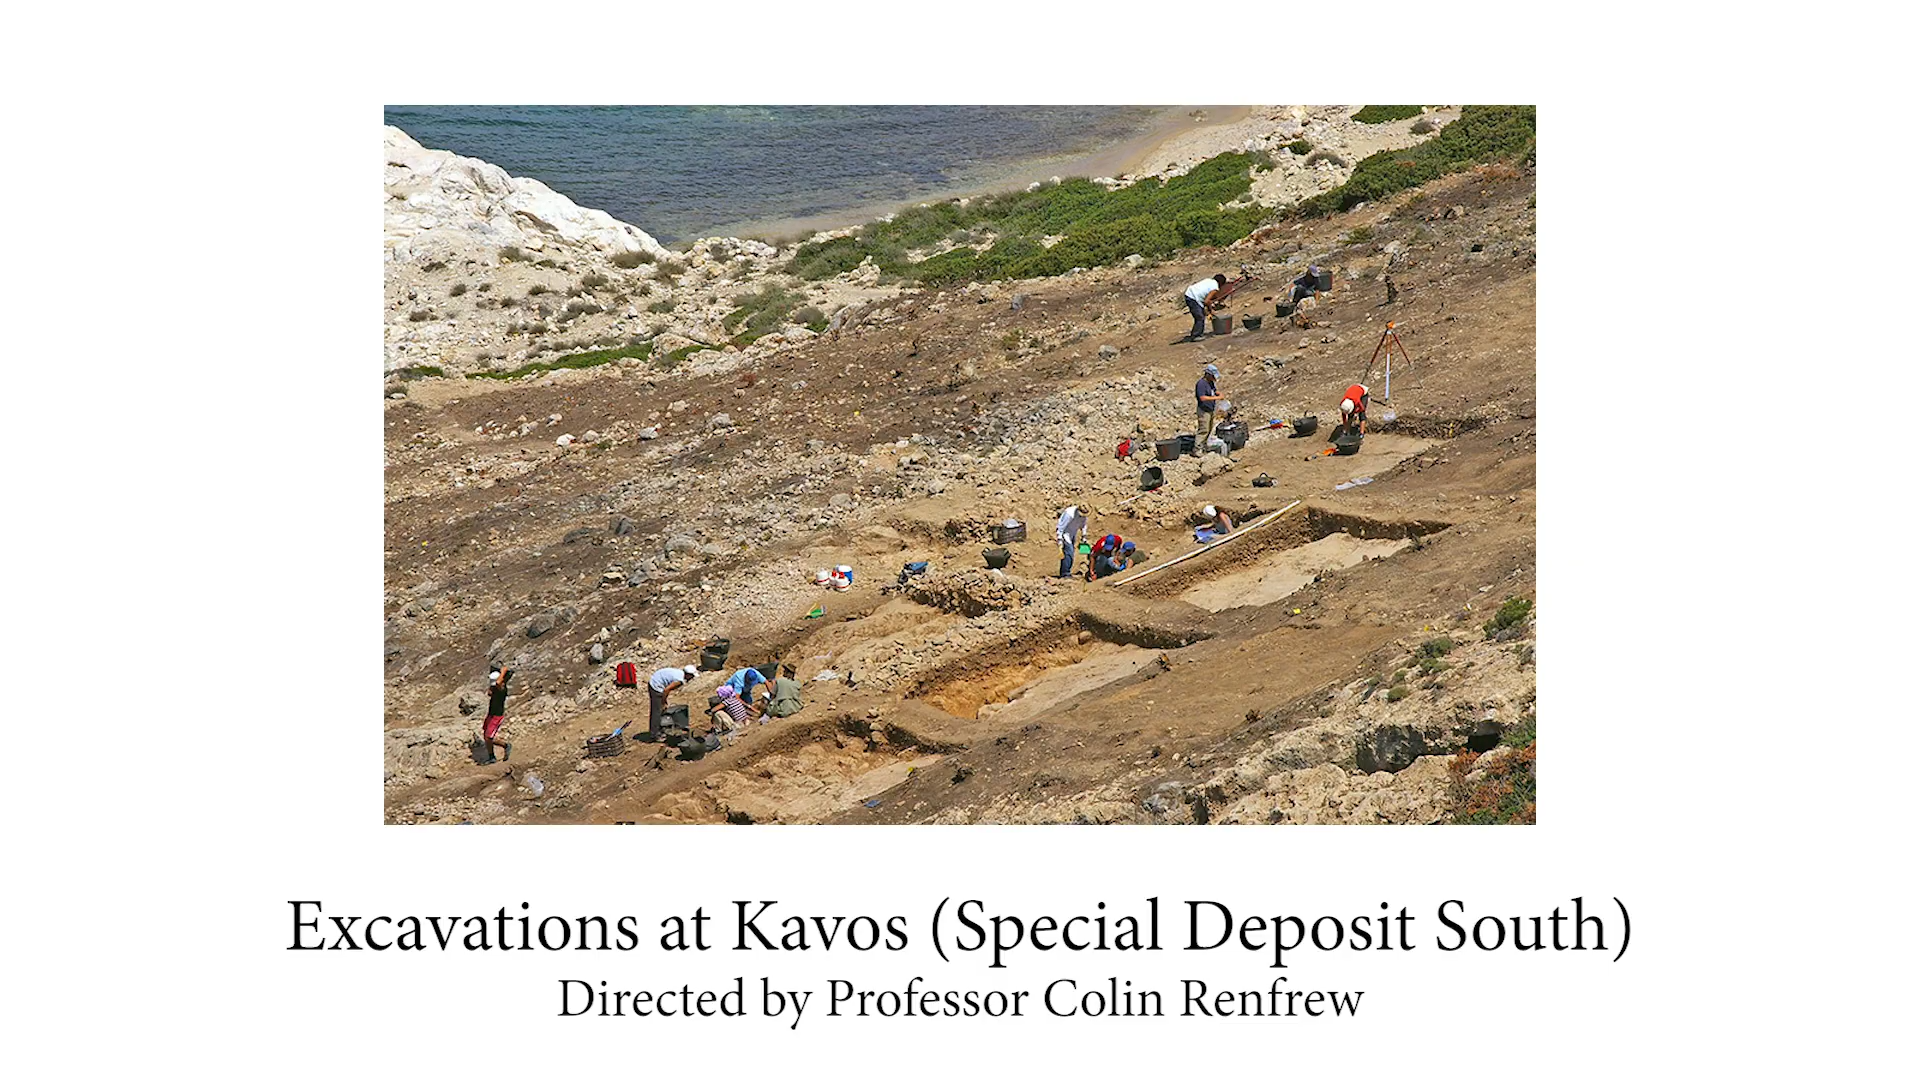 Excavations at Kavos (Special Deposit South)
Directed by Professor Colin Renfrew